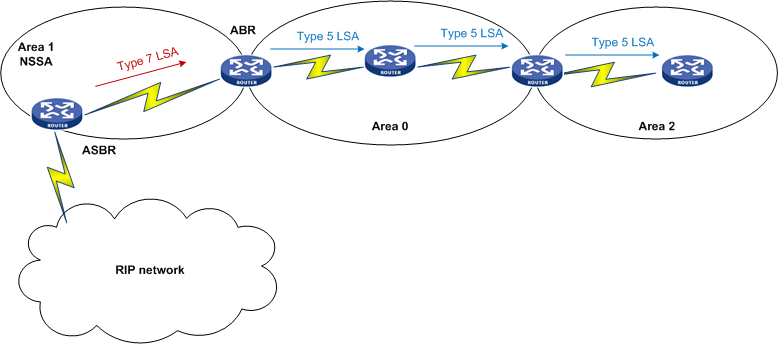 Area 1
NSSA
Type 7 LSA
ABR
Type 5 LSA
Type 5 LSA
Type 5 LSA
ROUTER
ROUTER
ROUTER
ROUTER
ROUTER
ASBR
Area 0
Area 2
RIP network